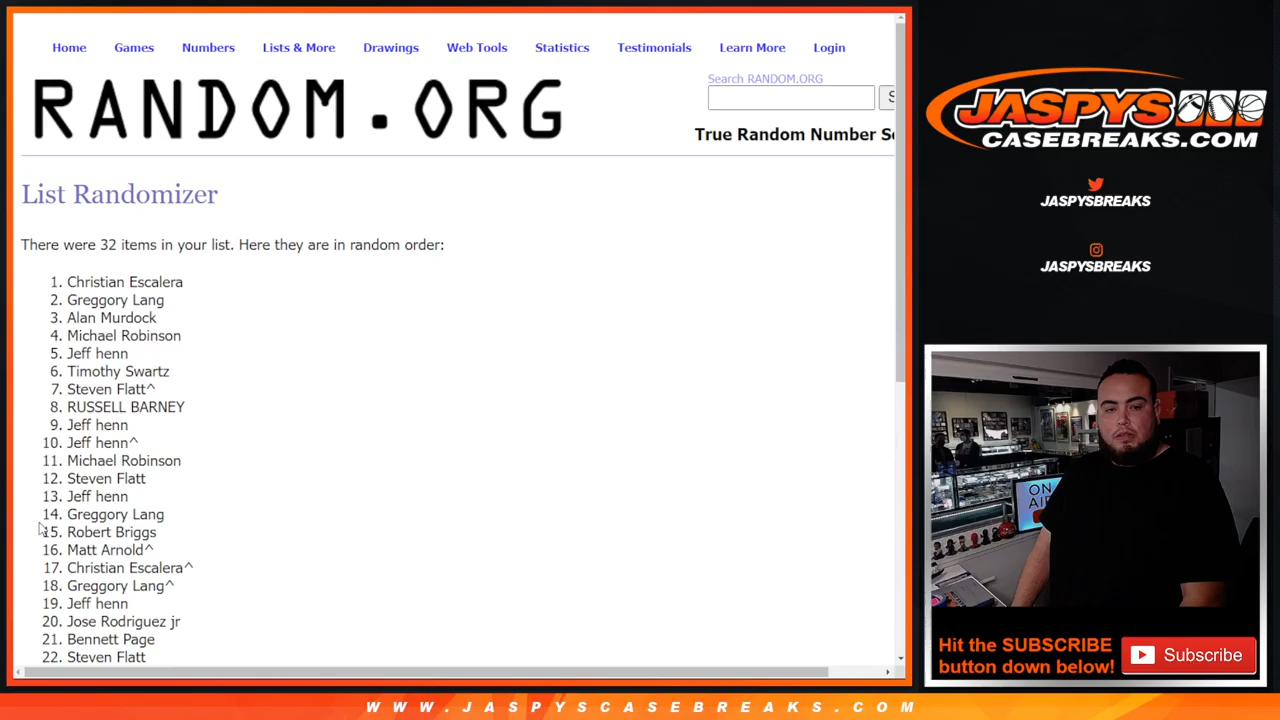 Home Games Numbers Lists & More Drawings Web Tools Statistics Testimonials Learn More Login
RANDOM.ORG
Search RANDOM.ORG
S
True Random Number Se
List Randomizer
There were 32 items in your list. Here they are in random order:
1. Christian Escalera
2. Greggory Lang
3. Alan Murdock
4. Michael Robinson
5. Jeff henn
6. Timothy Swartz
7. Steven Flatt^
8. RUSSELL BARNEY
9. Jeff henn
10. Jeff henn^
11. Michael Robinson
12. Steven Flatt
13. Jeff henn
14. Greggory Lang
15. Robert Briggs
16. Matt Arnold^
17. Christian Escalera^
18. Greggory Lang^
19. Jeff henn
20. Jose Rodriguez jr
21. Bennett Page
22. Steven Flatt
JASPYS
CASEBREAKS.COM
JASPYSBREAKS
JASPYSBREAKS
ON
AIR
Hit the SUBSCRIBE
button down below!
Subscribe
WWW.JASPYSCASEBREAKS.COM